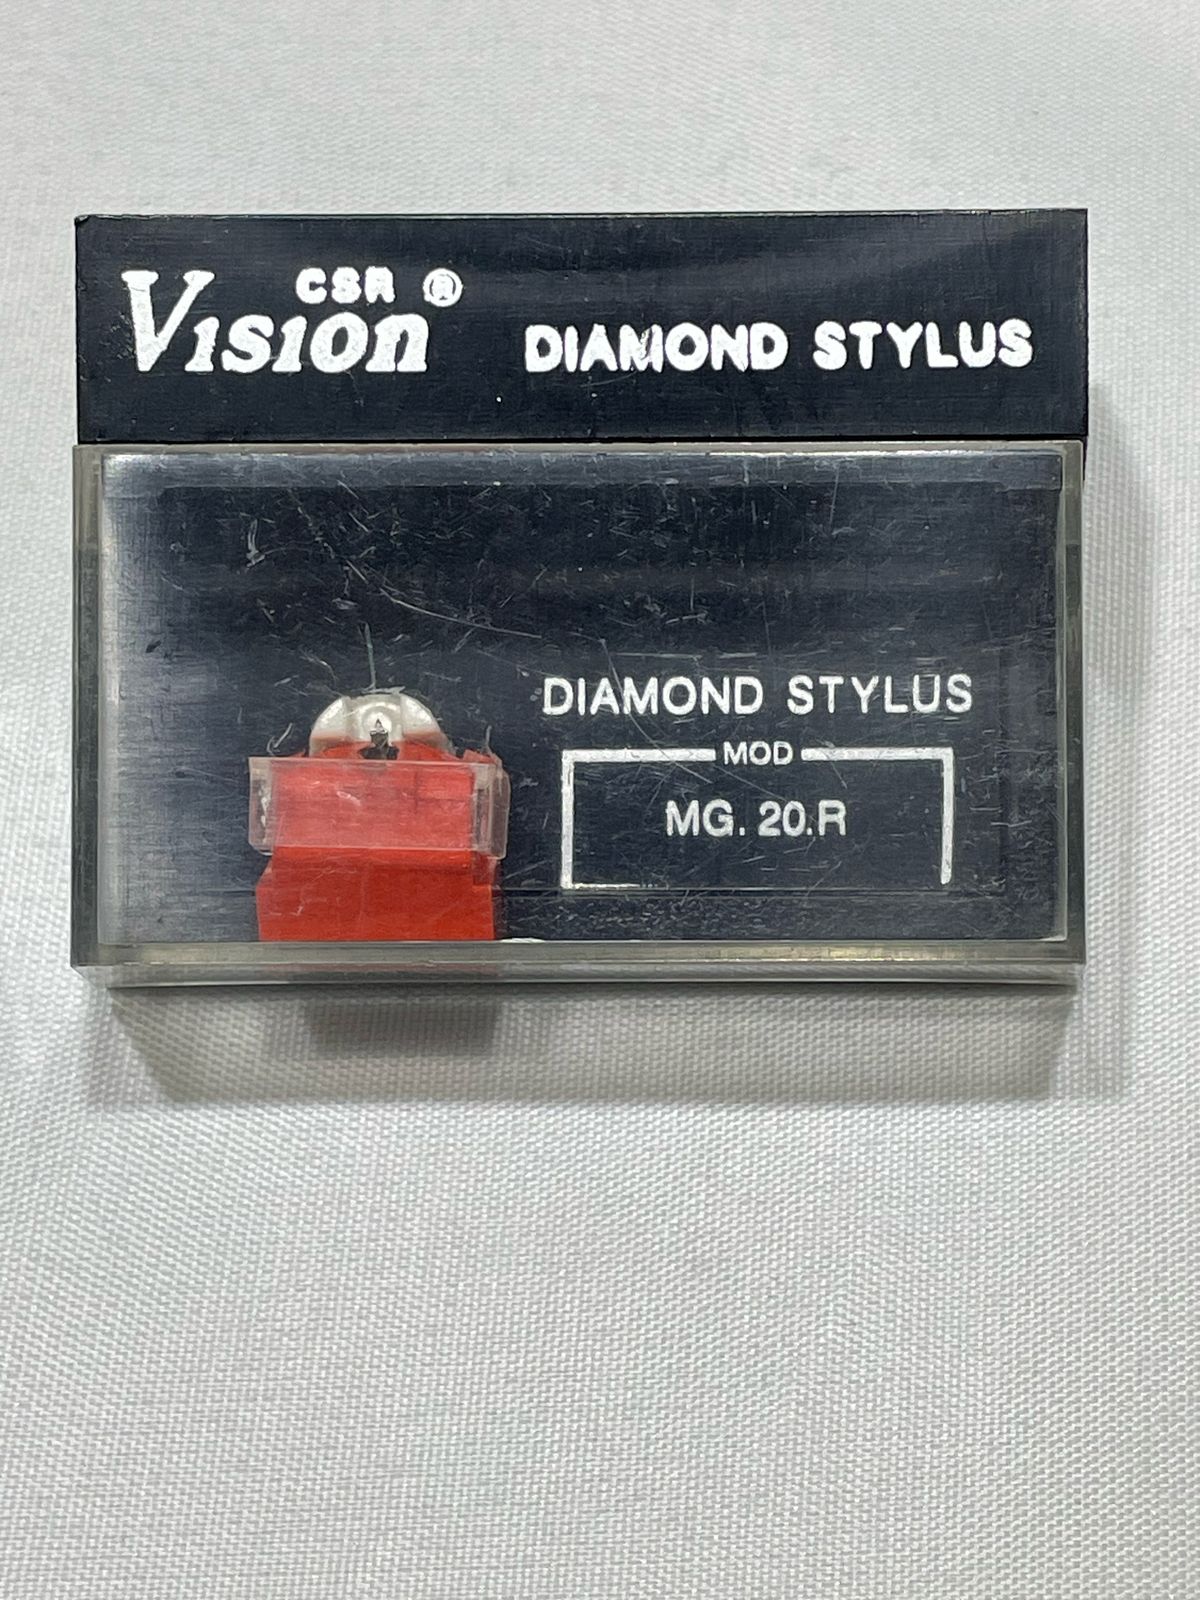 CSR ®
Vision DIAMOND STYLUS
DIAMOND STYLUS
MOD
MG. 20.R